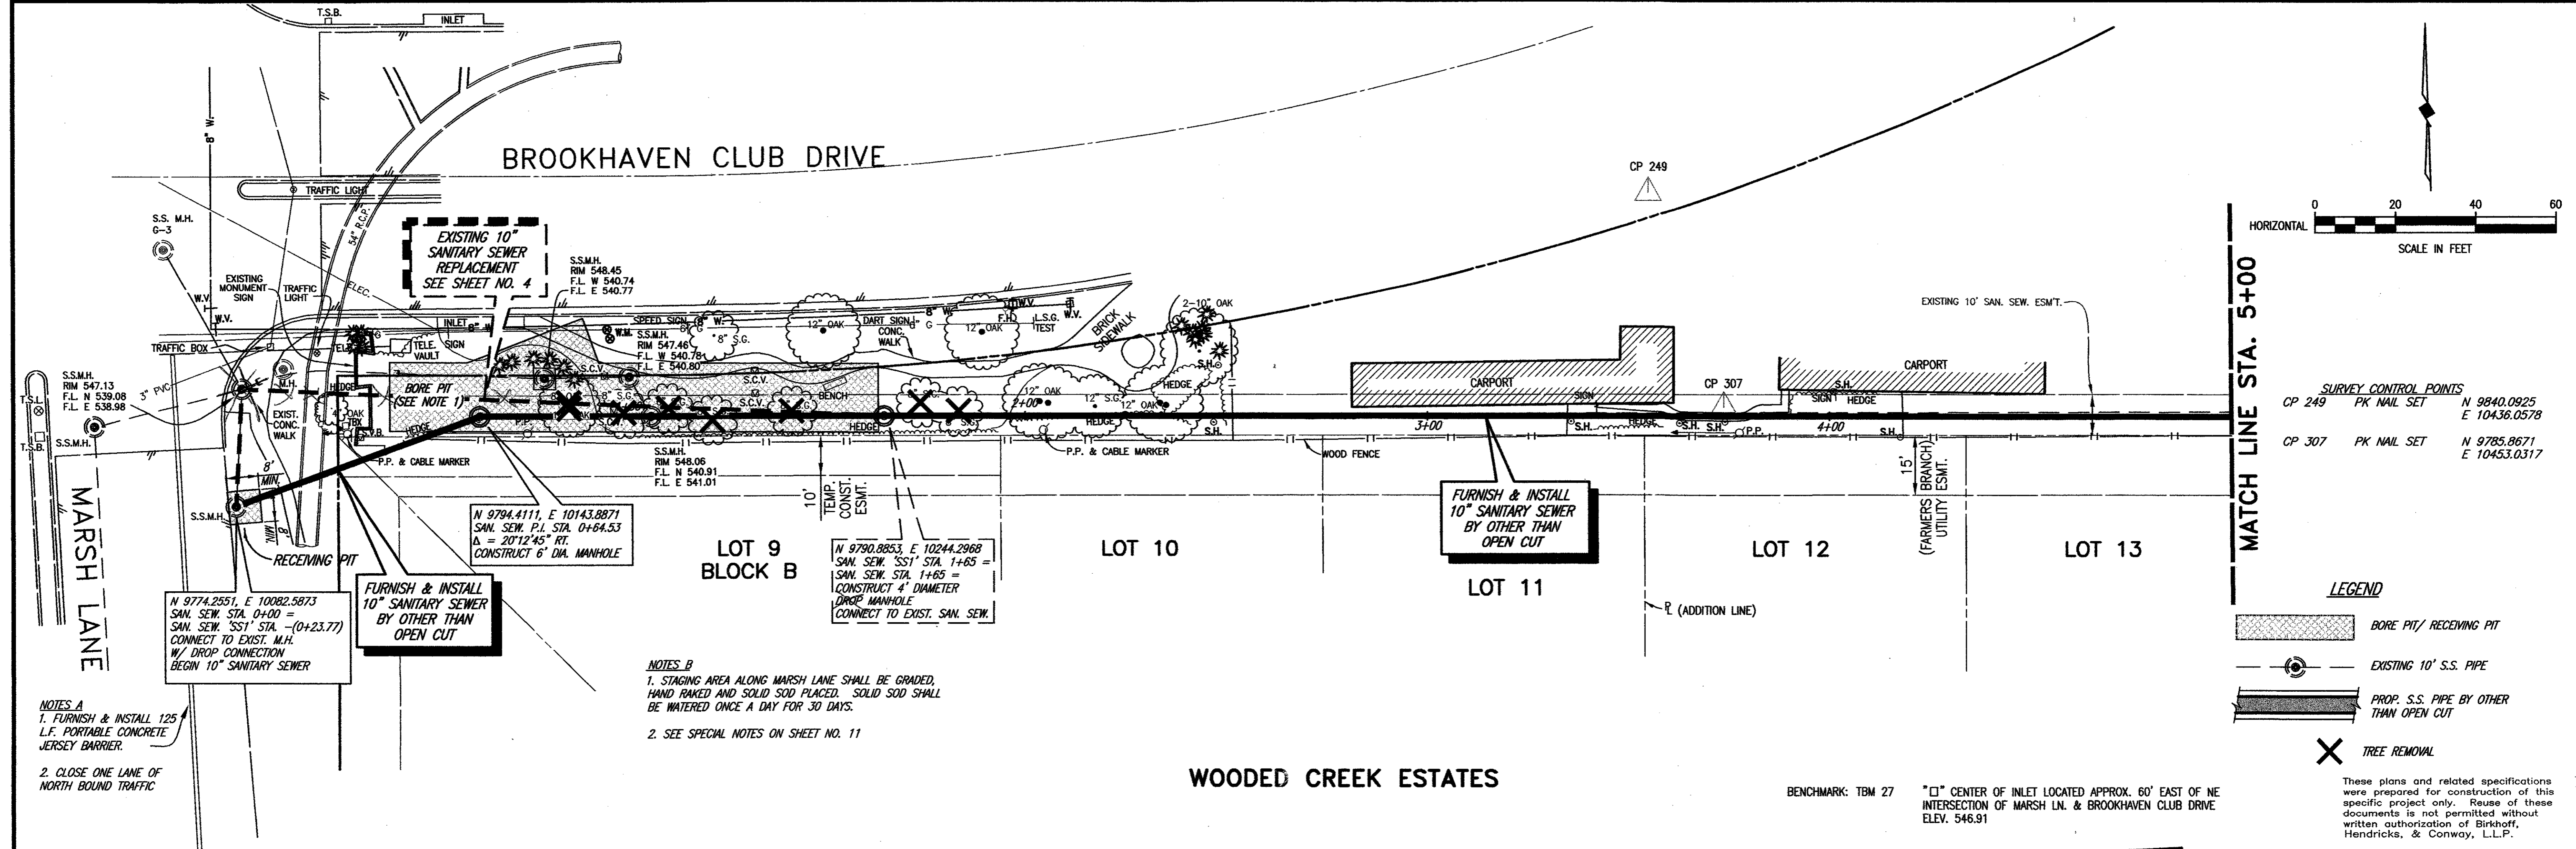 T.S.B.
INLET
8" W.
BROOKHAVEN CLUB DRIVE
TRAFFIC LIGHT
54" R.C.P.
S.S. M.H.
G-3
EXISTING
MONUMENT
SIGN
TRAFFIC
LIGHT
ELEC.
W.V.
W.V.
EXISTING 10"
SANITARY SEWER
REPLACEMENT
SEE SHEET NO. 4
S.S.M.H.
RIM 548.45
F.L. W 540.74
F.L. E 540.77
INLET
8" W
SPEED SIGN
8" W.
6" G
W.M.
S.S.M.H.
RIM 547.46
F.L. W 540.78
F.L. E 540.80
8" S.G.
12" OAK
DART SIGN
CONC.
WALK
12" OAK
F.H.
W.V.
L.S.G.
TEST
W.V.
BRICK
SIDEWALK
2-10" OAK
S.H.
CP 249
TRAFFIC BOX
TELE.
VAULT
SIGN
S.S.M.H.
RIM 547.13
F.L. N 539.08
F.L. E 538.98
3" PVC
T.S.L.
T.S.B.
S.S.M.H.
M.H.
EXIST.
CONC.
WALK
HEDGE
OAK
TBX
BORE PIT
(SEE NOTE 1)
HEDGE
P.P.
S.C.V.
S.C.V.
S.C.V.
BENCH
HEDGE
12" OAK
2+00
12" S.G.
12" OAK
HEDGE
HEDGE
S.H.
CARPORT
SIGN
CP 307
3+00
S.H.
HEDGE
S.H.
S.H.
P.P.
CARPORT
S.H.
SIGN
HEDGE
4+00
S.H.
EXISTING 10' SAN. SEW. ESM'T.
MATCH LINE STA. 5+00
HORIZONTAL
0 20 40 60
SCALE IN FEET
SURVEY CONTROL POINTS
CP 249 PK NAIL SET N 9840.0925
E 10436.0578
CP 307 PK NAIL SET N 9785.8671
E 10453.0317
P.P. & CABLE MARKER
S.S.M.H.
RIM 548.06
F.L. N 540.91
F.L. E 541.01
10'
TEMP.
CONST.
ESMT.
P.P. & CABLE MARKER
WOOD FENCE
15'
(FARMERS BRANCH)
UTILITY ESMT.
8'
MIN.
8'
MIN.
S.S.M.H.
RECEIVING PIT
MARSH LANE
N 9794.4111, E 10143.8871
SAN. SEW. P.I. STA. 0+64.53
Δ = 20°12'45" RT.
CONSTRUCT 6' DIA. MANHOLE
LOT 9
BLOCK B
N 9790.8853, E 10244.2968
SAN. SEW. 'SS1' STA. 1+65 =
SAN. SEW. STA. 1+65 =
CONSTRUCT 4' DIAMETER
DROP MANHOLE
CONNECT TO EXIST. SAN. SEW.
LOT 10
FURNISH & INSTALL
10" SANITARY SEWER
BY OTHER THAN
OPEN CUT
LOT 11
LOT 12
LOT 13
℄ (ADDITION LINE)
N 9774.2551, E 10082.5873
SAN. SEW. STA. 0+00 =
SAN. SEW. 'SS1' STA. -(0+23.77)
CONNECT TO EXIST. M.H.
W/ DROP CONNECTION
BEGIN 10" SANITARY SEWER
FURNISH & INSTALL
10" SANITARY SEWER
BY OTHER THAN
OPEN CUT
NOTES A
1. FURNISH & INSTALL 125
L.F. PORTABLE CONCRETE
JERSEY BARRIER.
2. CLOSE ONE LANE OF
NORTH BOUND TRAFFIC
NOTES B
1. STAGING AREA ALONG MARSH LANE SHALL BE GRADED,
HAND RAKED AND SOLID SOD PLACED. SOLID SOD SHALL
BE WATERED ONCE A DAY FOR 30 DAYS.
2. SEE SPECIAL NOTES ON SHEET NO. 11
WOODED CREEK ESTATES
BENCHMARK: TBM 27 "□" CENTER OF INLET LOCATED APPROX. 60' EAST OF NE
INTERSECTION OF MARSH LN. & BROOKHAVEN CLUB DRIVE
ELEV. 546.91
LEGEND
BORE PIT/ RECEIVING PIT
EXISTING 10' S.S. PIPE
PROP. S.S. PIPE BY OTHER
THAN OPEN CUT
TREE REMOVAL
These plans and related specifications
were prepared for construction of this
specific project only. Reuse of these
documents is not permitted without
written authorization of Birkhoff,
Hendricks, & Conway, L.L.P.